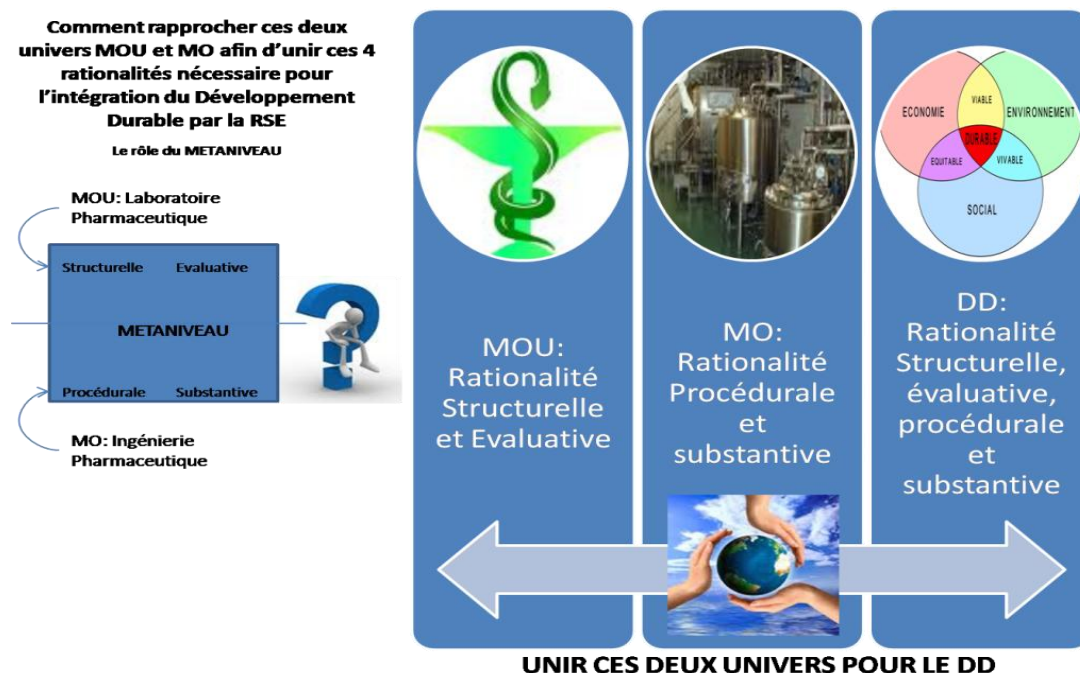 Comment rapprocher ces deux
univers MOU et MO afin d'unir ces 4
rationalités nécessaire pour
l'intégration du Développement
Durable par la RSE
Le rôle du METANIVEAU
MOU: Laboratoire
Pharmaceutique
Structurelle Evaluative
METANIVEAU
Procédurale Substantive
MO: Ingénierie
Pharmaceutique
MOU:
Rationalité
Structurelle
et Evaluative
MO:
Rationalité
Procédurale
et
substantive
ECONOMIE
VIABLE
ENVIRONNEMENT
DURABLE
EQUITABLE
VIVABLE
SOCIAL
DD:
Rationalité
Structurelle,
évaluative,
procédurale
et
substantive
UNIR CES DEUX UNIVERS POUR LE DD